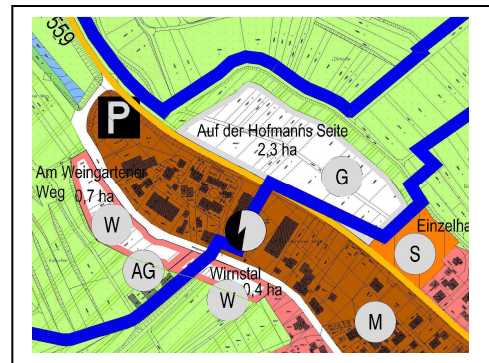 559
P
Auf der Hofmanns Seite
2,3 ha
G
Am Weingartener
Weg
0,7 ha
W
Einzelha
S
AG
Wirnstal
0,4 ha
W
M